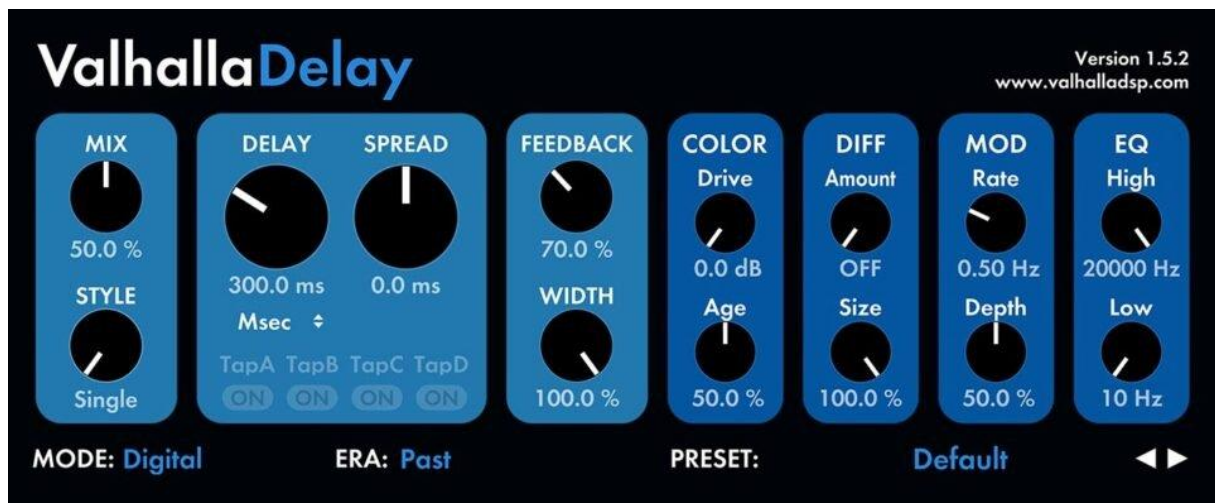 ValhallaDelay
Version 1.5.2
www.valhalladsp.com
MIX
50.0 %
STYLE
Single
DELAY SPREAD
300.0 ms 0.0 ms
Msec
TapA TapB TapC TapD
ON ON ON ON
FEEDBACK
70.0 %
WIDTH
100.0 %
COLOR
Drive
0.0 dB
Age
50.0 %
DIFF
Amount
OFF
Size
100.0 %
MOD
Rate
0.50 Hz
Depth
50.0 %
EQ
High
20000 Hz
Low
10 Hz
MODE: Digital ERA: Past PRESET: Default